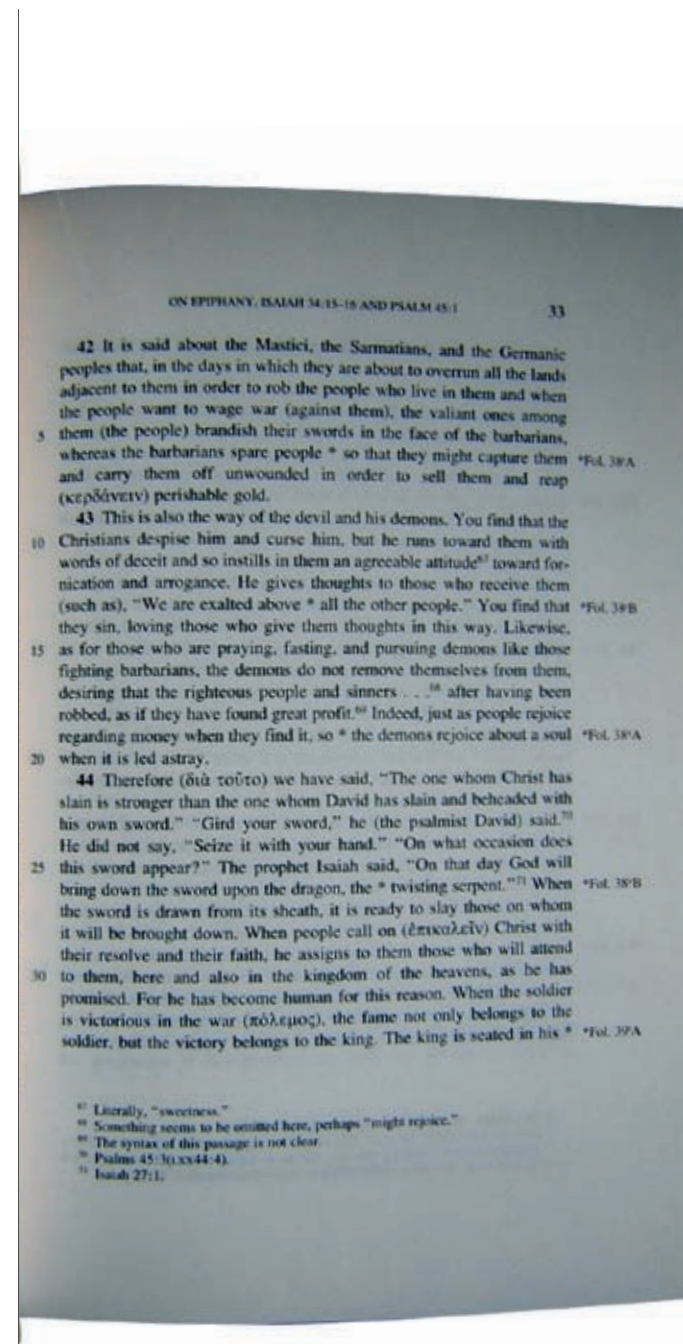 ON EPIPHANY, ISAIAH 34:15-16 AND PSALM 45:1 33
42 It is said about the Mastici, the Sarmatians, and the Germanic
peoples that, in the days in which they are about to overrun all the lands
adjacent to them in order to rob the people who live in them and when
the people want to wage war (against them), the valiant ones among
5 them (the people) brandish their swords in the face of the barbarians,
whereas the barbarians spare people * so that they might capture them *Fol. 38ʳA
and carry them off unwounded in order to sell them and reap
(κερδάνειν) perishable gold.
43 This is also the way of the devil and his demons. You find that the
10 Christians despise him and curse him, but he runs toward them with
words of deceit and so instills in them an agreeable attitude⁶⁷ toward for-
nication and arrogance. He gives thoughts to those who receive them
(such as), "We are exalted above * all the other people." You find that *Fol. 38ʳB
they sin, loving those who give them thoughts in this way. Likewise,
15 as for those who are praying, fasting, and pursuing demons like those
fighting barbarians, the demons do not remove themselves from them,
desiring that the righteous people and sinners . . .⁶⁸ after having been
robbed, as if they have found great profit.⁶⁹ Indeed, just as people rejoice
regarding money when they find it, so * the demons rejoice about a soul *Fol. 38ᵛA
20 when it is led astray.
44 Therefore (διὰ τοῦτο) we have said, "The one whom Christ has
slain is stronger than the one whom David has slain and beheaded with
his own sword." "Gird your sword," he (the psalmist David) said.⁷⁰
He did not say, "Seize it with your hand." "On what occasion does
25 this sword appear?" The prophet Isaiah said, "On that day God will
bring down the sword upon the dragon, the * twisting serpent."⁷¹ When *Fol. 38ᵛB
the sword is drawn from its sheath, it is ready to slay those on whom
it will be brought down. When people call on (ἐπικαλεῖν) Christ with
their resolve and their faith, he assigns to them those who will attend
30 to them, here and also in the kingdom of the heavens, as he has
promised. For he has become human for this reason. When the soldier
is victorious in the war (πόλεμος), the fame not only belongs to the
soldier, but the victory belongs to the king. The king is seated in his * *Fol. 39ʳA
⁶⁷ Literally, "sweetness."
⁶⁸ Something seems to be omitted here, perhaps "might rejoice."
⁶⁹ The syntax of this passage is not clear.
⁷⁰ Psalms 45:3(LXX44:4).
⁷¹ Isaiah 27:1.